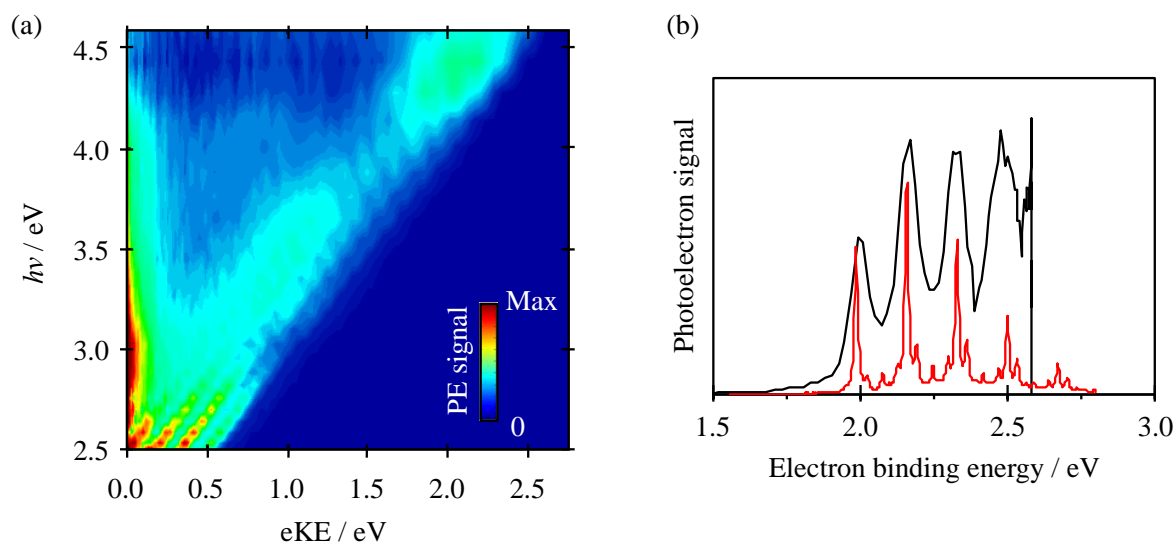 (a)
4.5
4.0
3.5
3.0
2.5
hν / eV
0.0 0.5 1.0 1.5 2.0 2.5
eKE / eV
PE signal
Max
0
(b)
Photoelectron signal
1.5 2.0 2.5 3.0
Electron binding energy / eV